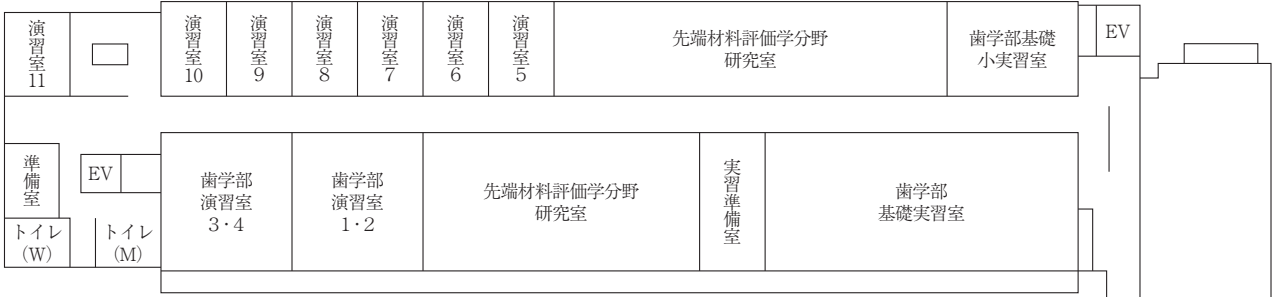 演習室11
演習室10
演習室9
演習室8
演習室7
演習室6
演習室5
先端材料評価学分野
研究室
歯学部基礎
小実習室
EV
準備室
EV
歯学部
演習室
3・4
歯学部
演習室
1・2
先端材料評価学分野
研究室
実習準備室
歯学部
基礎実習室
トイレ
(W)
トイレ
(M)